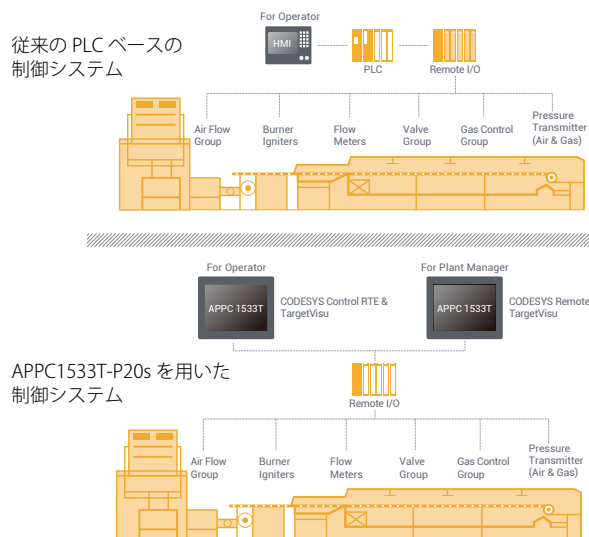 For Operator
従来の PLC ベースの
制御システム
HMI
PLC
Remote I/O
Air Flow
Group
Burner
Igniters
Flow
Meters
Valve
Group
Gas Control
Group
Pressure
Transmitter
(Air & Gas)
For Operator
For Plant Manager
APPC 1533T
CODESYS Control RTE &
TargetVisu
APPC 1533T
CODESYS Remote
TargetVisu
APPC1533T-P20s を用いた
制御システム
Remote I/O
Air Flow
Group
Burner
Igniters
Flow
Meters
Valve
Group
Gas Control
Group
Pressure
Transmitter
(Air & Gas)